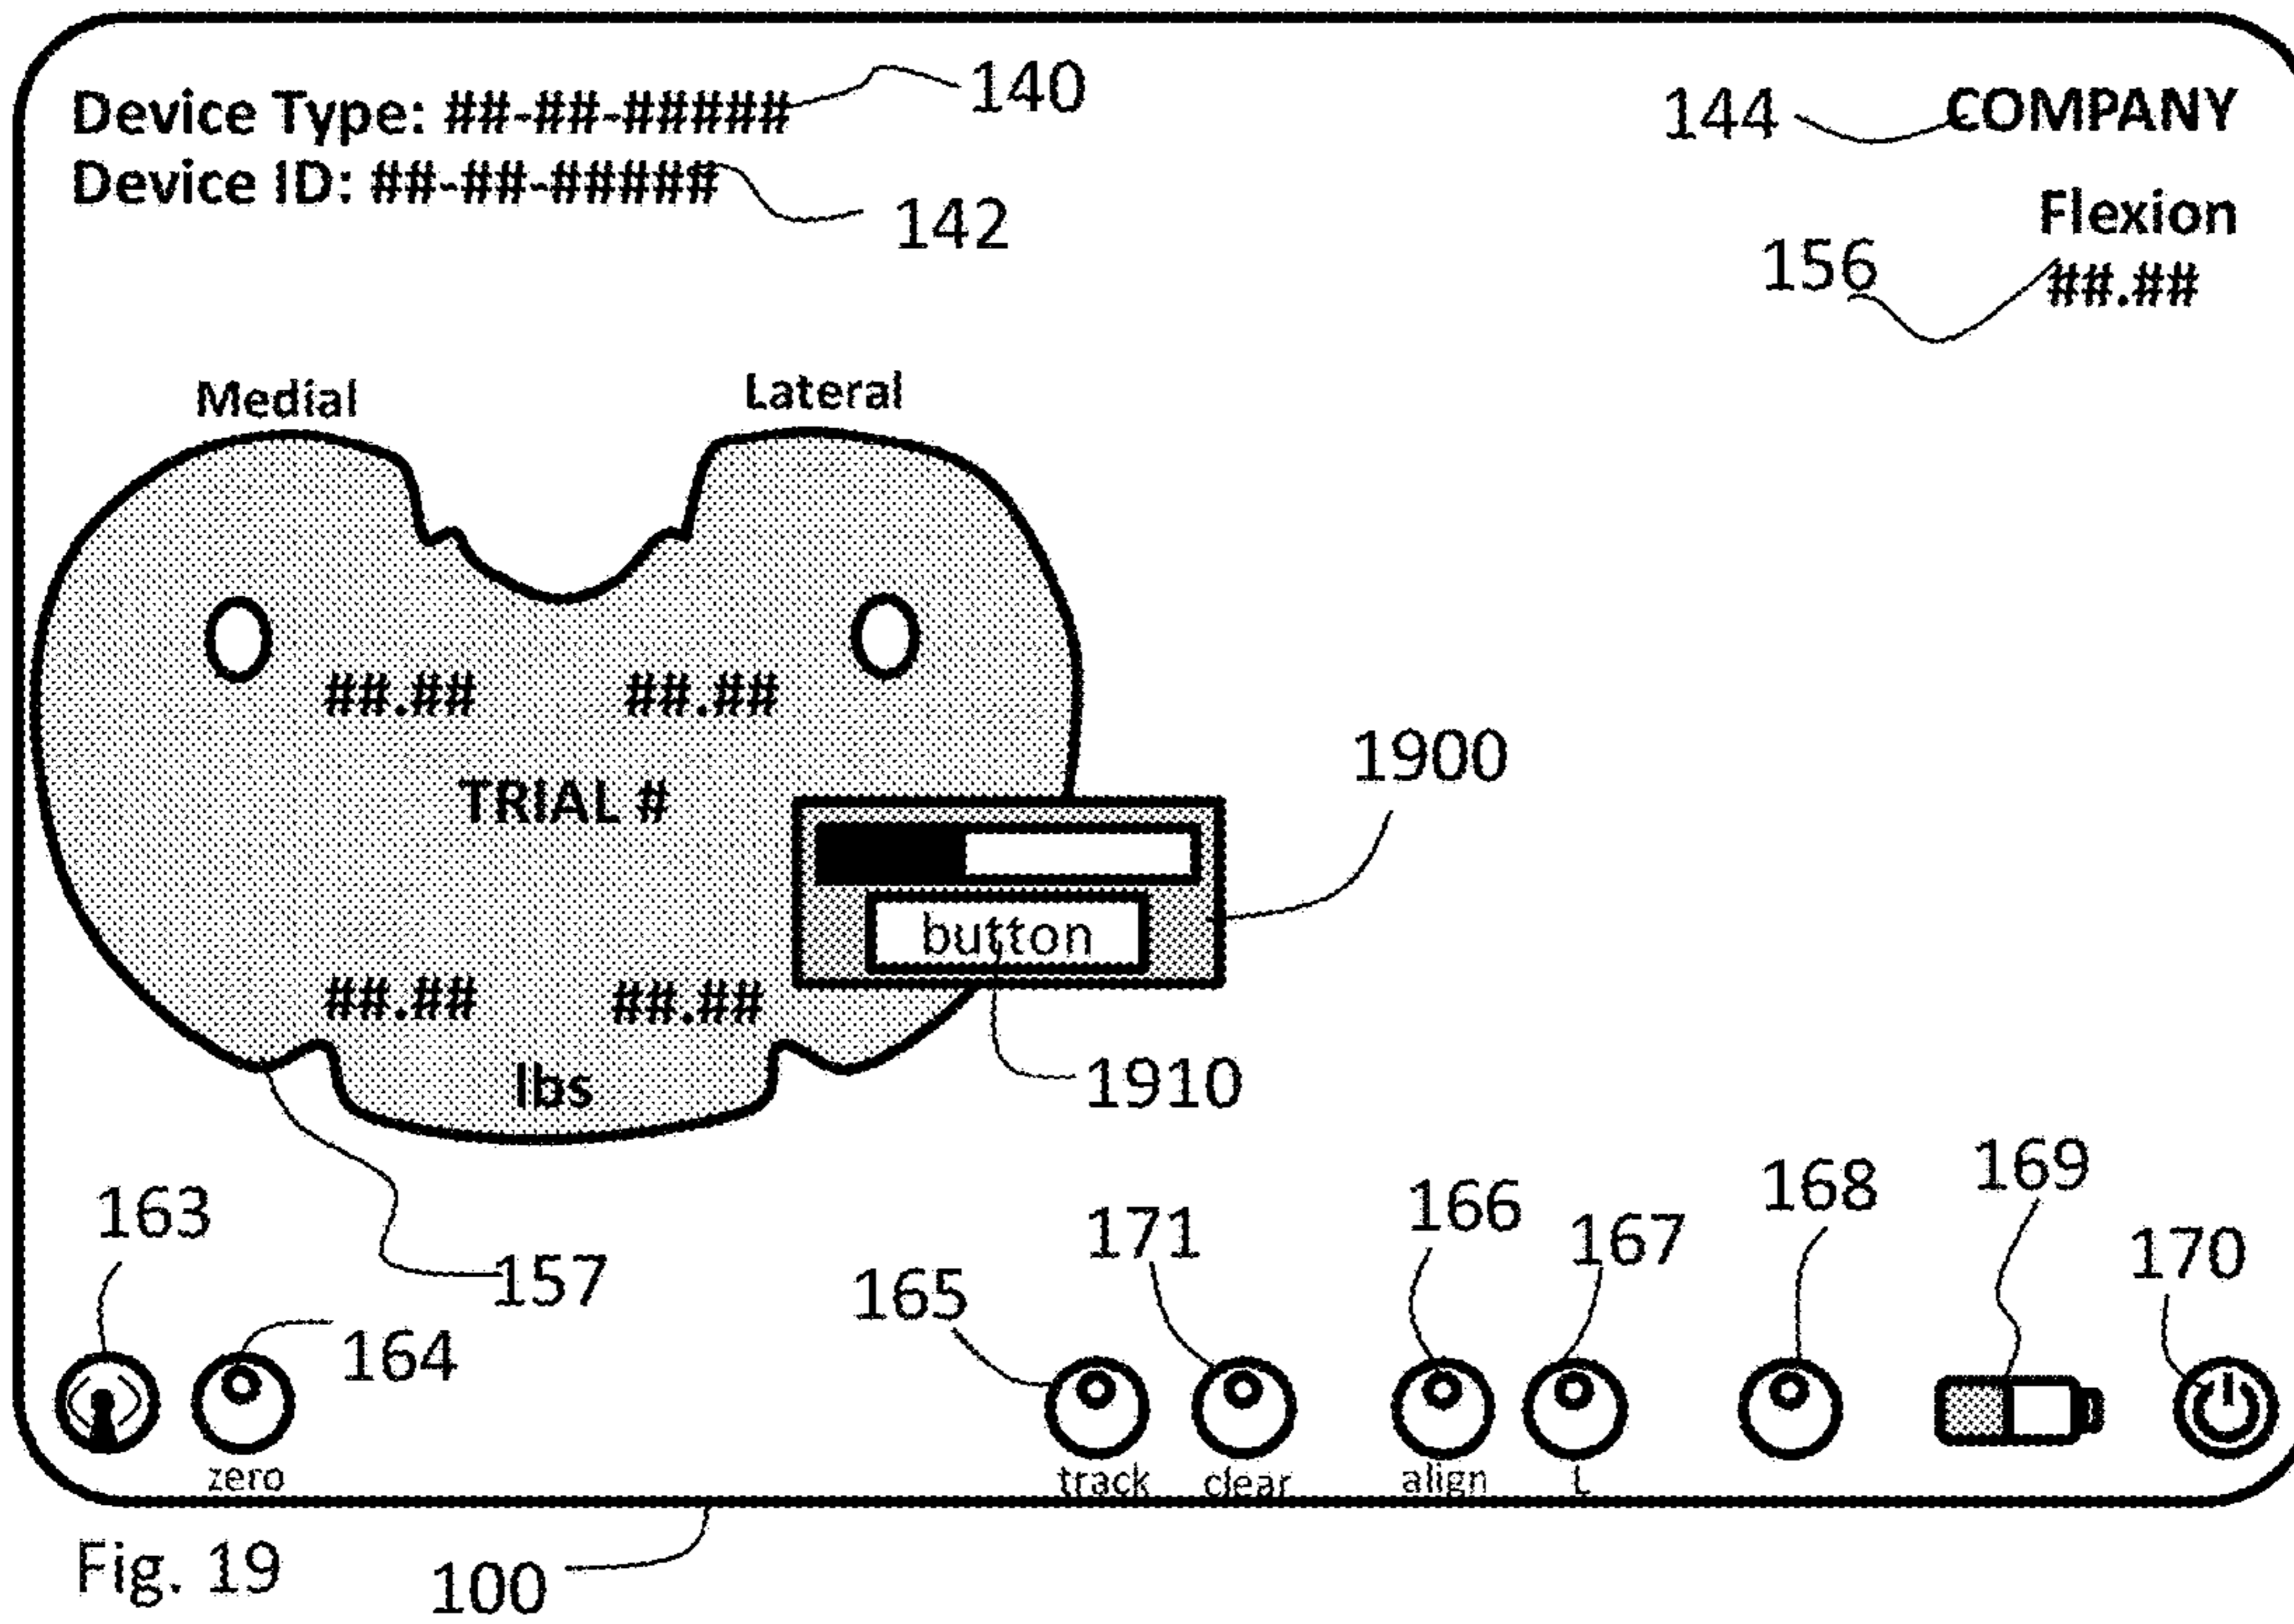 Device Type: ##-##-##### 140
144 COMPANY
Device ID: ##-##-#####
142
Flexion
156 ##.##
Medial Lateral
##.## ##.##
TRIAL #
1900
button
##.## ##.##
lbs
1910
163 157 165 171 166 167 168 169 170
164
zero track clear align L
Fig. 19 100